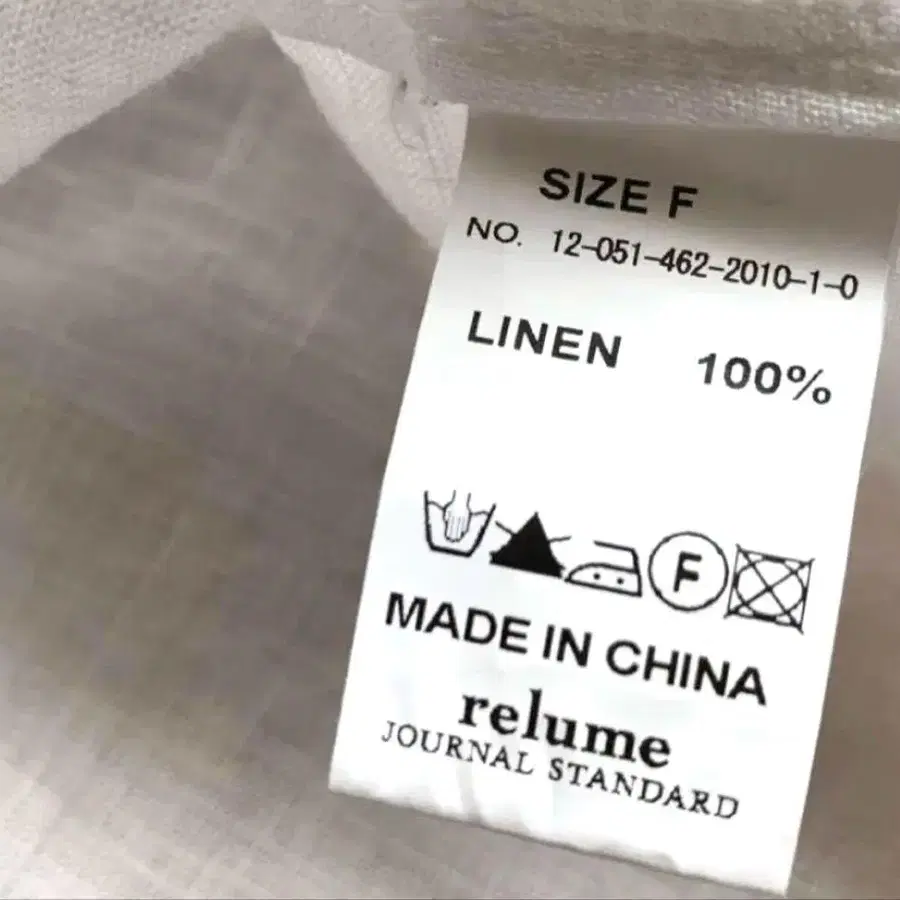 SIZE F
NO. 12-051-462-2010-1-0
LINEN 100%
F
MADE IN CHINA
relume
JOURNAL STANDARD